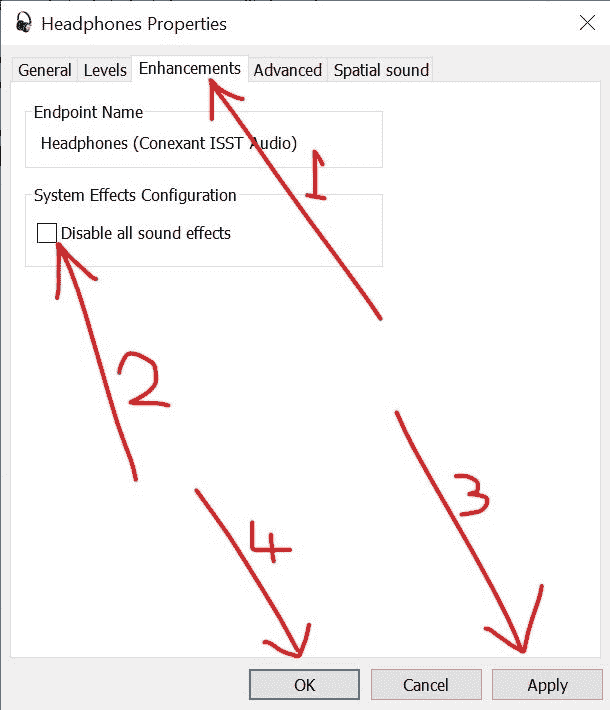 Headphones Properties
General Levels Enhancements Advanced Spatial sound
Endpoint Name
Headphones (Conexant ISST Audio)
1
System Effects Configuration
Disable all sound effects
2
3
4
OK Cancel Apply